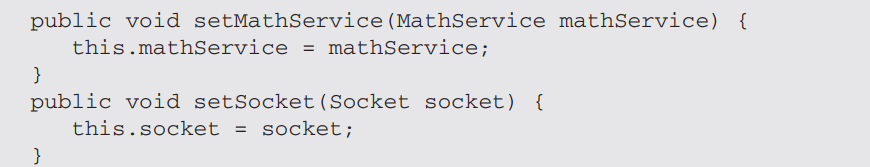 public void setMathService(MathService mathService) {
   this.mathService = mathService;
}
public void setSocket(Socket socket) {
   this.socket = socket;
}